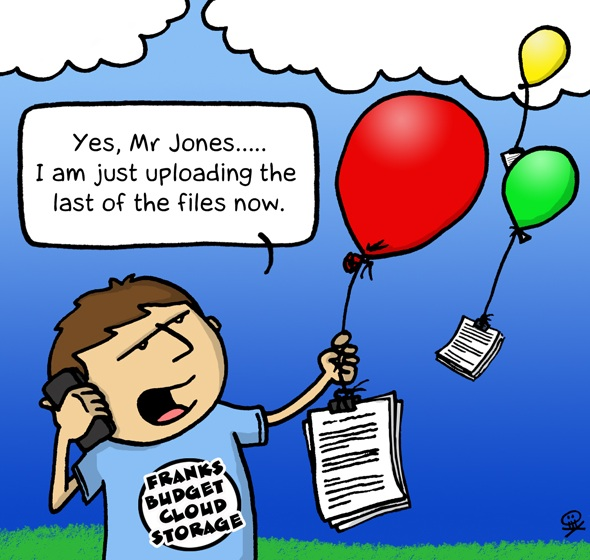 Yes, Mr Jones.....
I am just uploading the
last of the files now.
FRANKS
BUDGET
CLOUD
STORAGE